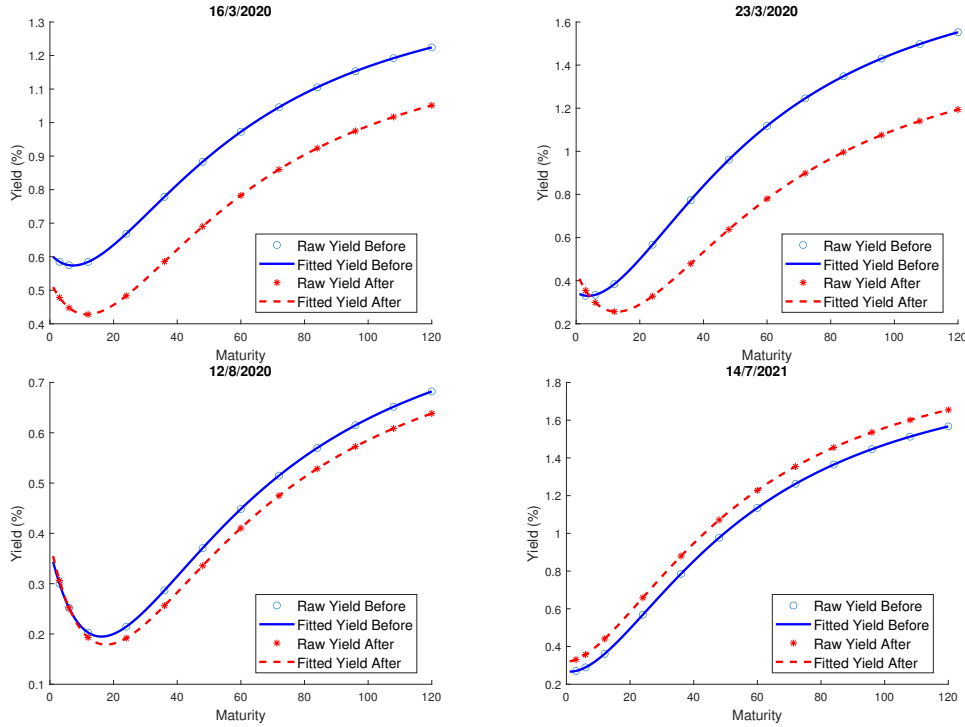 16/3/2020
1.3
1.2
1.1
1
0.9
0.8
0.7
0.6
0.5
0.4
Yield (%)
0 20 40 60 80 100 120
Maturity
Raw Yield Before
Fitted Yield Before
Raw Yield After
Fitted Yield After
23/3/2020
1.6
1.4
1.2
1
0.8
0.6
0.4
0.2
Yield (%)
0 20 40 60 80 100 120
Maturity
Raw Yield Before
Fitted Yield Before
Raw Yield After
Fitted Yield After
12/8/2020
0.7
0.6
0.5
0.4
0.3
0.2
0.1
Yield (%)
0 20 40 60 80 100 120
Maturity
Raw Yield Before
Fitted Yield Before
Raw Yield After
Fitted Yield After
14/7/2021
1.8
1.6
1.4
1.2
1
0.8
0.6
0.4
0.2
Yield (%)
0 20 40 60 80 100 120
Maturity
Raw Yield Before
Fitted Yield Before
Raw Yield After
Fitted Yield After